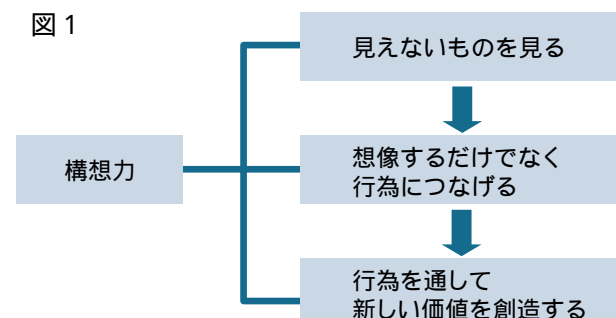 図1
見えないものを見る
構想力
想像するだけでなく
行為につなげる
行為を通して
新しい価値を創造する